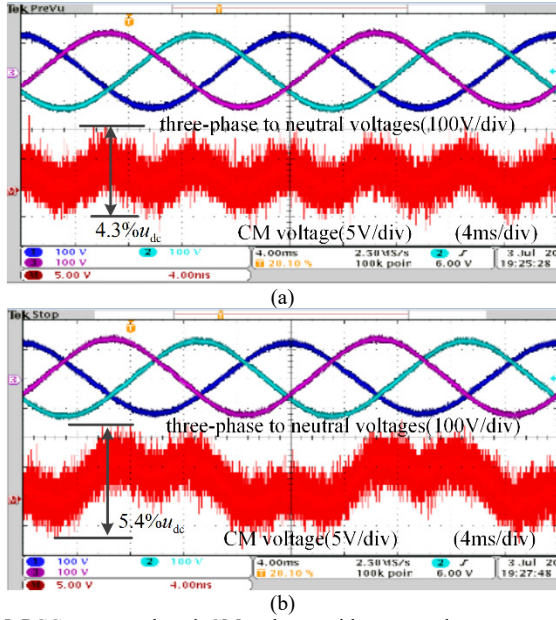 Tek PreVu
three-phase to neutral voltages(100V/div)
4.3%udc
CM voltage(5V/div) (4ms/div)
1 100 V 2 100 V
3 100 V
5.00 V 4.00ms
4.00ms
20.10 %
100k poin
2 6.00 V
3 Jul 20
19:25:28
(a)
Tek Stop
three-phase to neutral voltages(100V/div)
5.4%udc
CM voltage(5V/div) (4ms/div)
1 100 V 2 100 V
3 100 V
5.00 V 4.00ms
4.00ms
20.10 %
100k poin
2 6.00 V
3 Jul 20
19:27:48
(b)